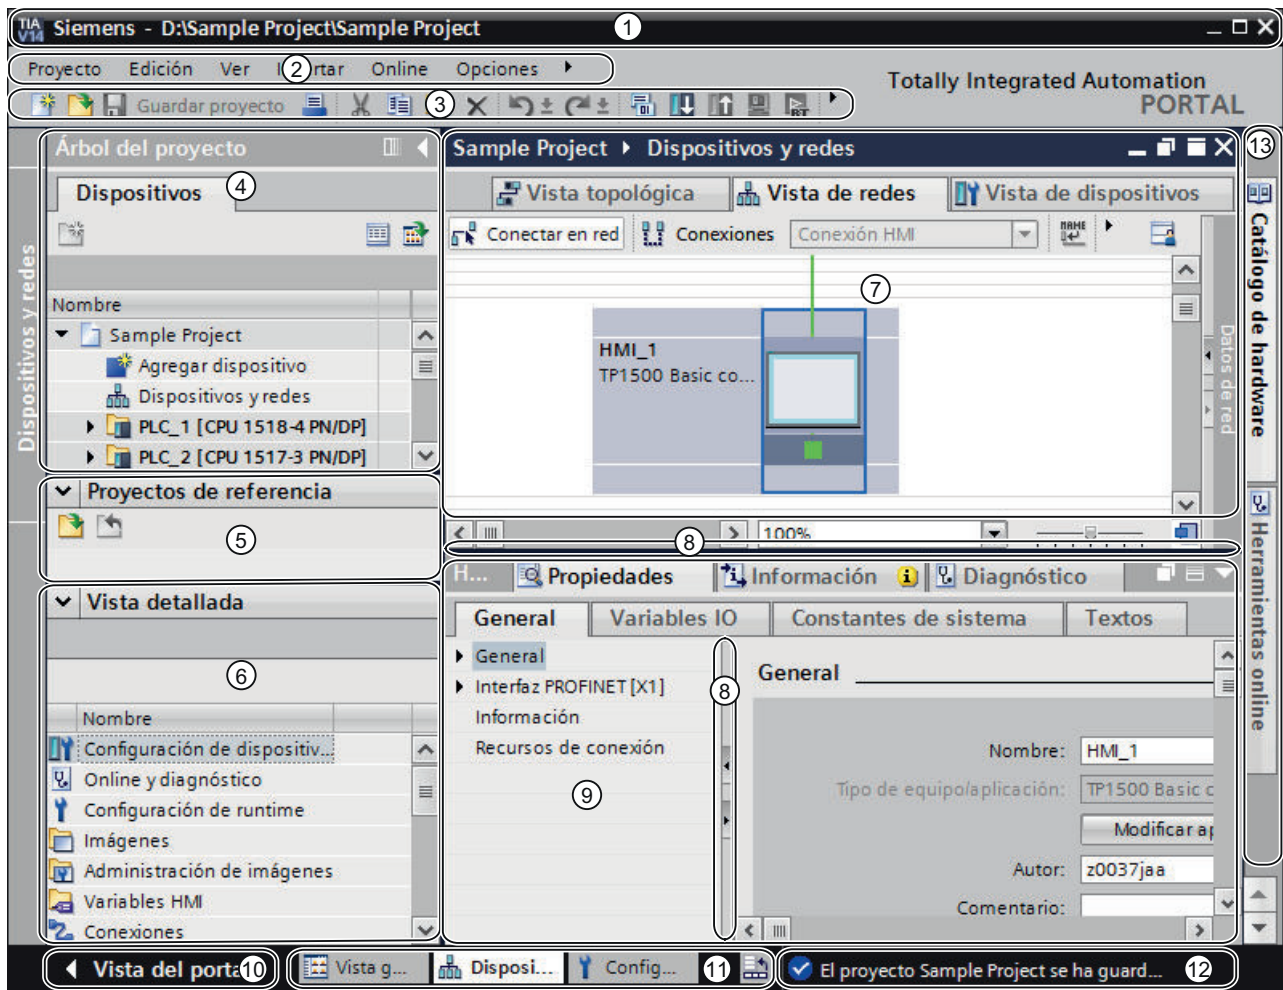 TIA V14 Siemens - D:\Sample Project\Sample Project 1
Proyecto Edición Ver 2 Online Opciones
Totally Integrated Automation
PORTAL
Guardar proyecto 3 RT
Árbol del proyecto
Dispositivos 4
Nombre
Sample Project
Agregar dispositivo
Dispositivos y redes
PLC_1 [CPU 1518-4 PN/DP]
PLC_2 [CPU 1517-3 PN/DP]
Dispositivos y redes
Proyectos de referencia
5
Vista detallada
6
Nombre
Configuración de dispositiv...
Online y diagnóstico
Configuración de runtime
Imágenes
Administración de imágenes
Variables HMI
Conexiones
Sample Project Dispositivos y redes
Vista topológica Vista de redes Vista de dispositivos
Conectar en red Conexiones Conexión HMI NAME
7
HMI_1
TP1500 Basic co...
Datos de red
100%
8
H... Propiedades Información Diagnóstico
General Variables IO Constantes de sistema Textos
General
Interfaz PROFINET [X1]
Información
Recursos de conexión
9
8
General
Nombre: HMI_1
Tipo de equipo/aplicación: TP1500 Basic c
Modificar ap
Autor: z0037jaa
Comentario:
13
Catálogo de hardware
Herramientas online
Vista del porta 10 Vista g... Disposi... Config... 11 El proyecto Sample Project se ha guard... 12